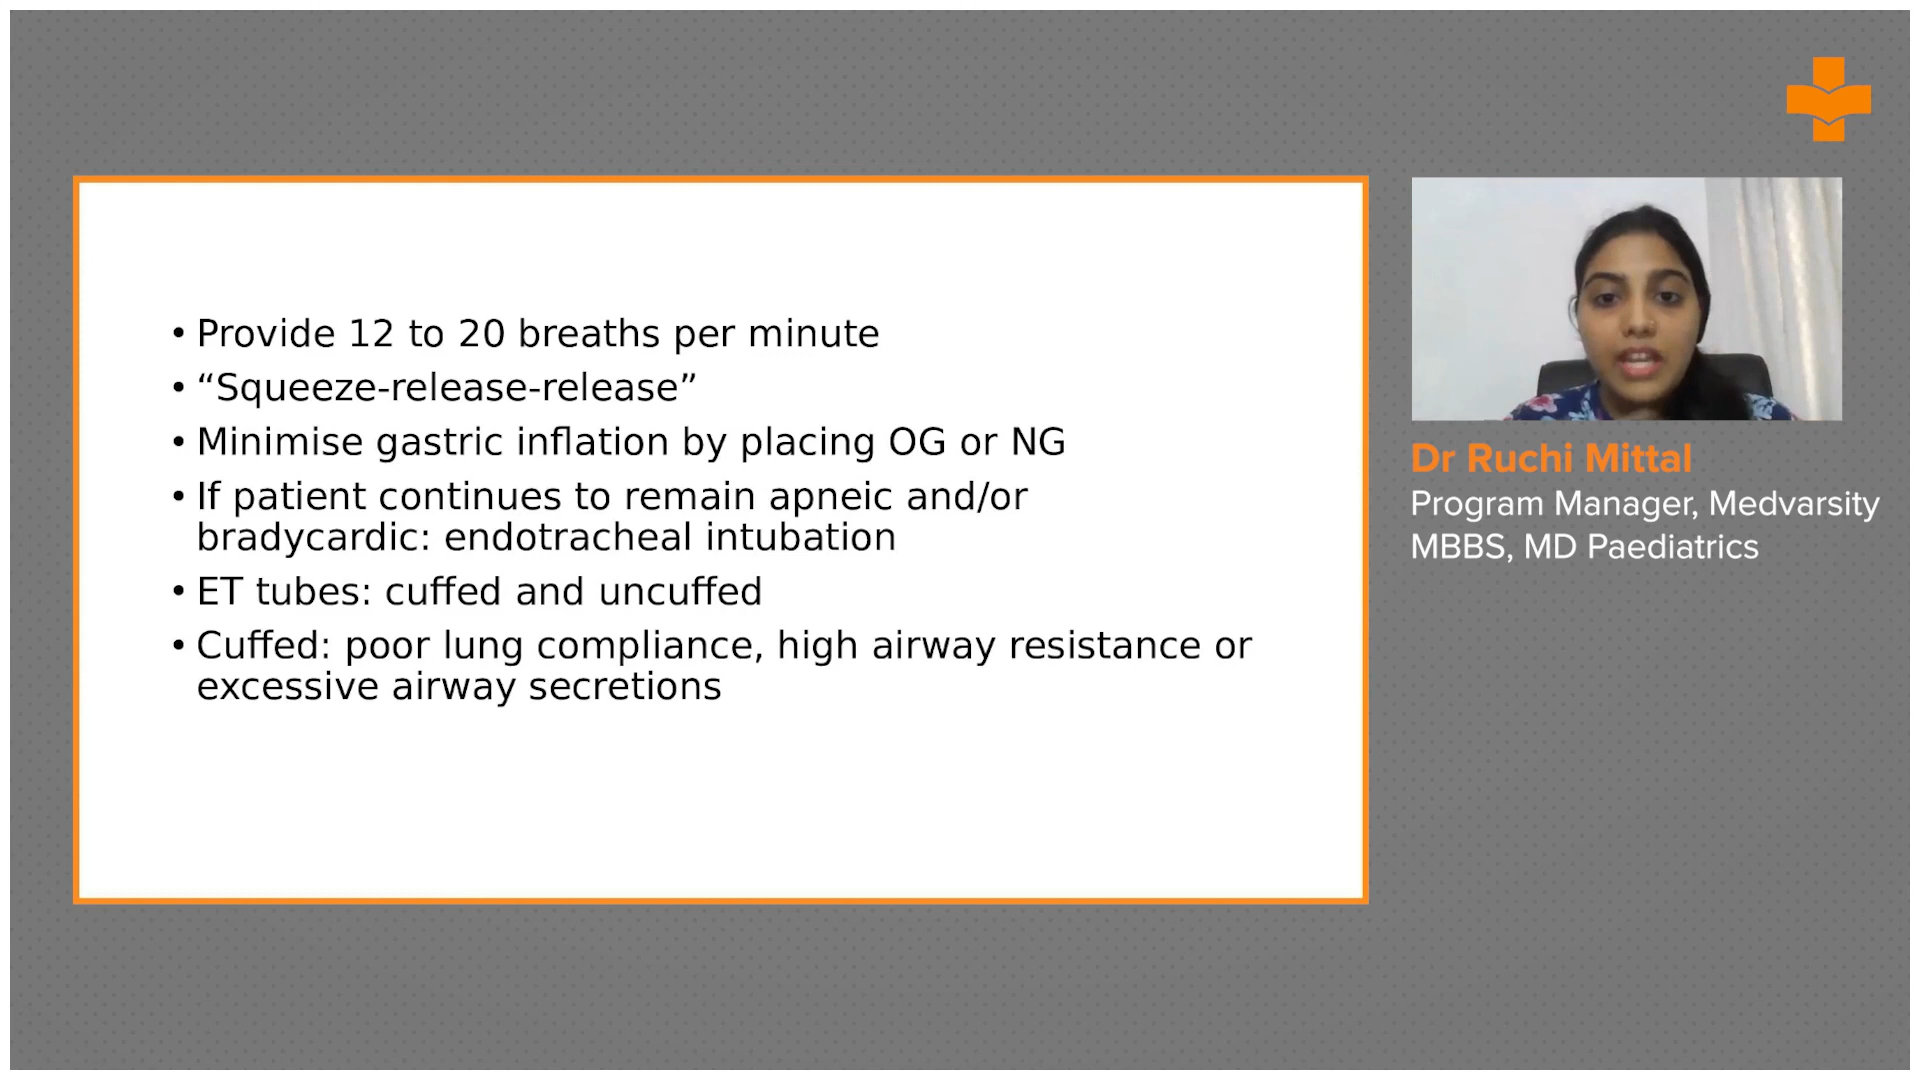 • Provide 12 to 20 breaths per minute
• “Squeeze-release-release”
• Minimise gastric inflation by placing OG or NG
• If patient continues to remain apneic and/or
bradycardic: endotracheal intubation
• ET tubes: cuffed and uncuffed
• Cuffed: poor lung compliance, high airway resistance or
excessive airway secretions
Dr Ruchi Mittal
Program Manager, Medvarsity
MBBS, MD Paediatrics